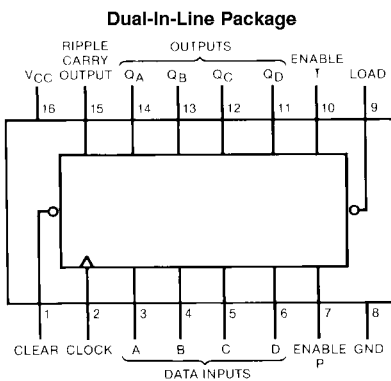 Dual-In-Line Package
RIPPLE
CARRY
OUTPUT
OUTPUTS
ENABLE
T
LOAD
VCC
QA
QB
QC
QD
16
15
14
13
12
11
10
9
1
2
3
4
5
6
7
8
CLEAR
CLOCK
A
B
C
D
ENABLE
P
GND
DATA INPUTS